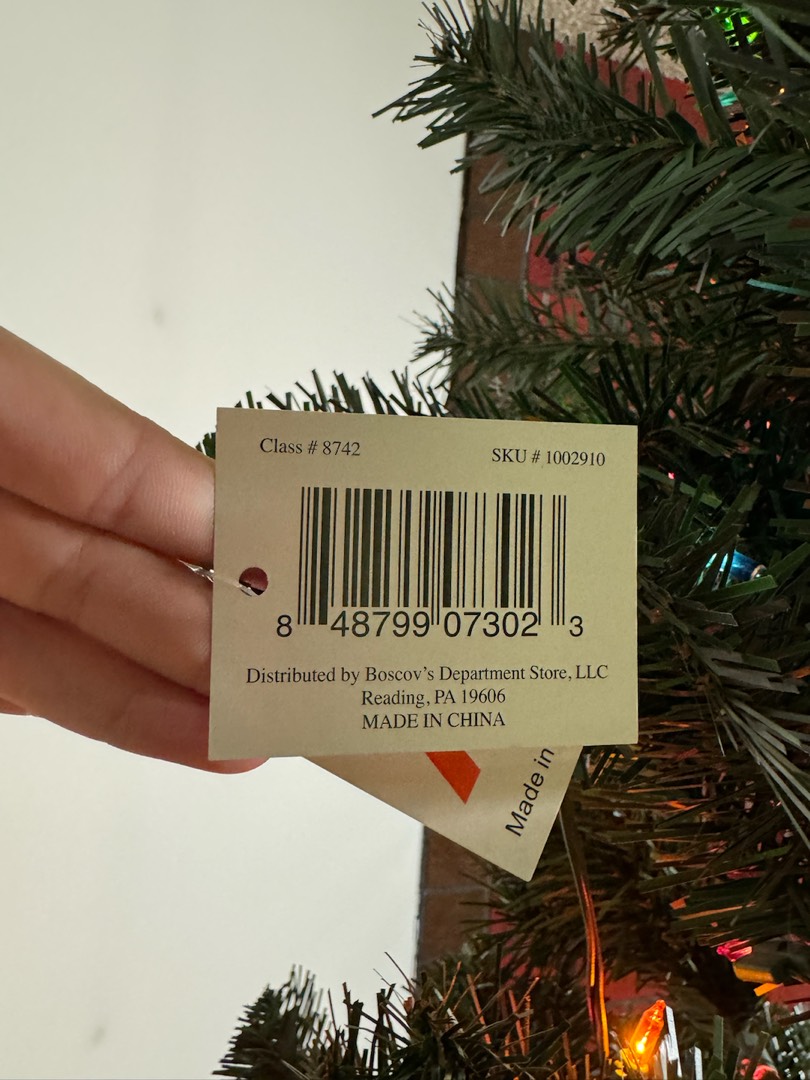 Class # 8742
SKU # 1002910
8 48799 07302 3
Distributed by Boscov's Department Store, LLC
Reading, PA 19606
MADE IN CHINA
Made in